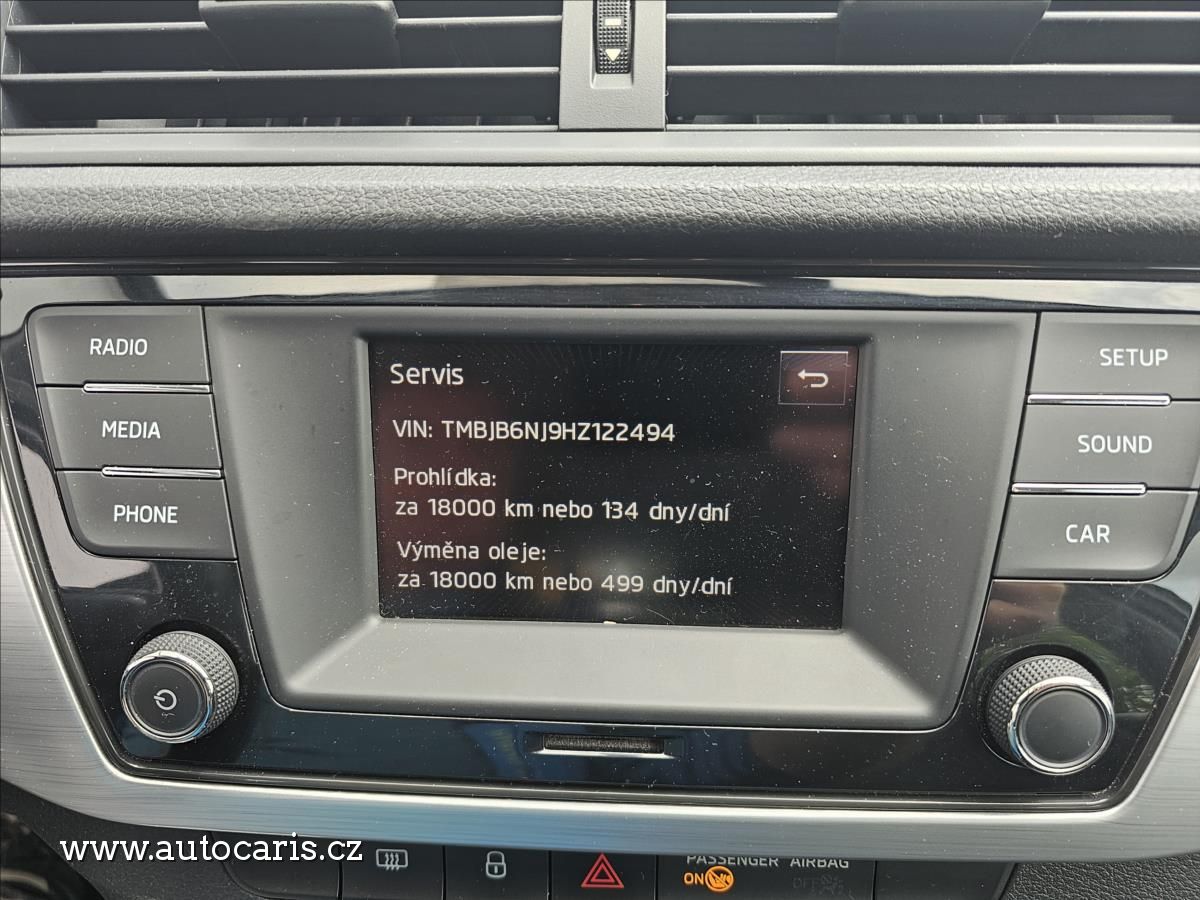 RADIO
MEDIA
PHONE
Servis
VIN: TMBJB6NJ9HZ122494
Prohlídka:
za 18000 km nebo 134 dny/dní
Výměna oleje:
za 18000 km nebo 499 dny/dní
SETUP
SOUND
CAR
www.autocaris.cz
PASSENGER AIRBAG
ON
OFF